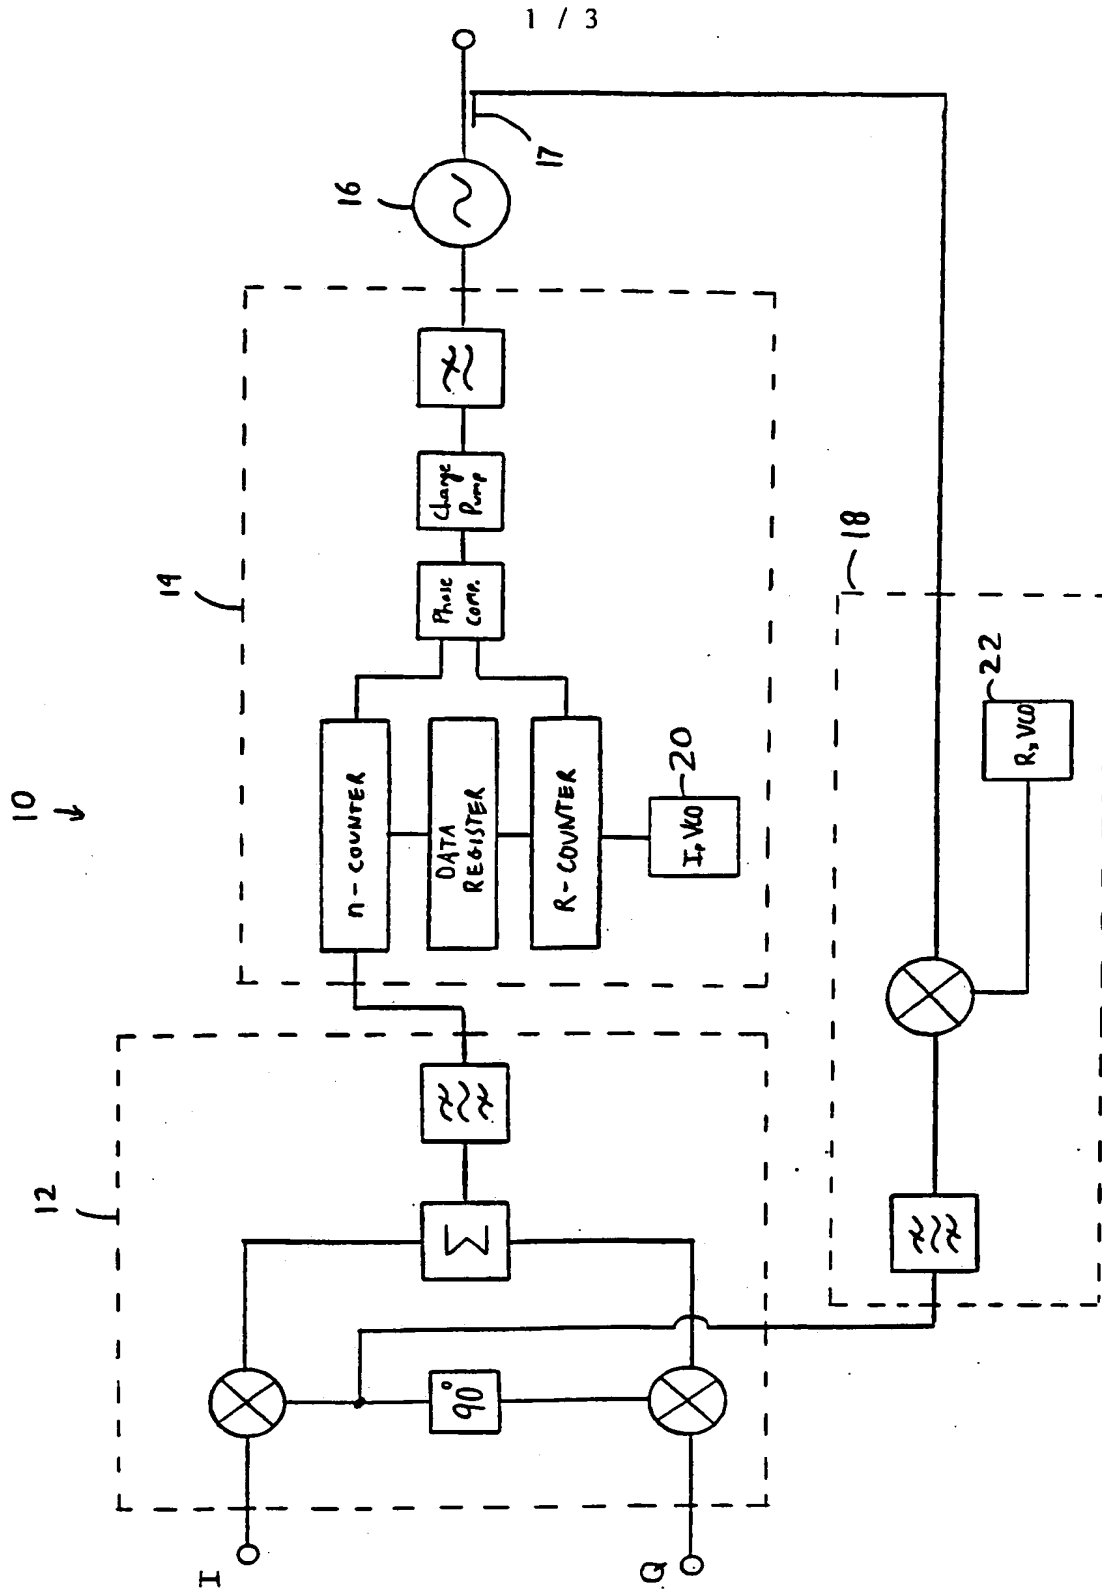 1 / 3
10
12
14
16
17
18
20
22
I
Q
90°
Σ
n-COUNTER
DATA
REGISTER
R-COUNTER
I, VCO
Phase
Comp.
Charge
Pump
R, VCO